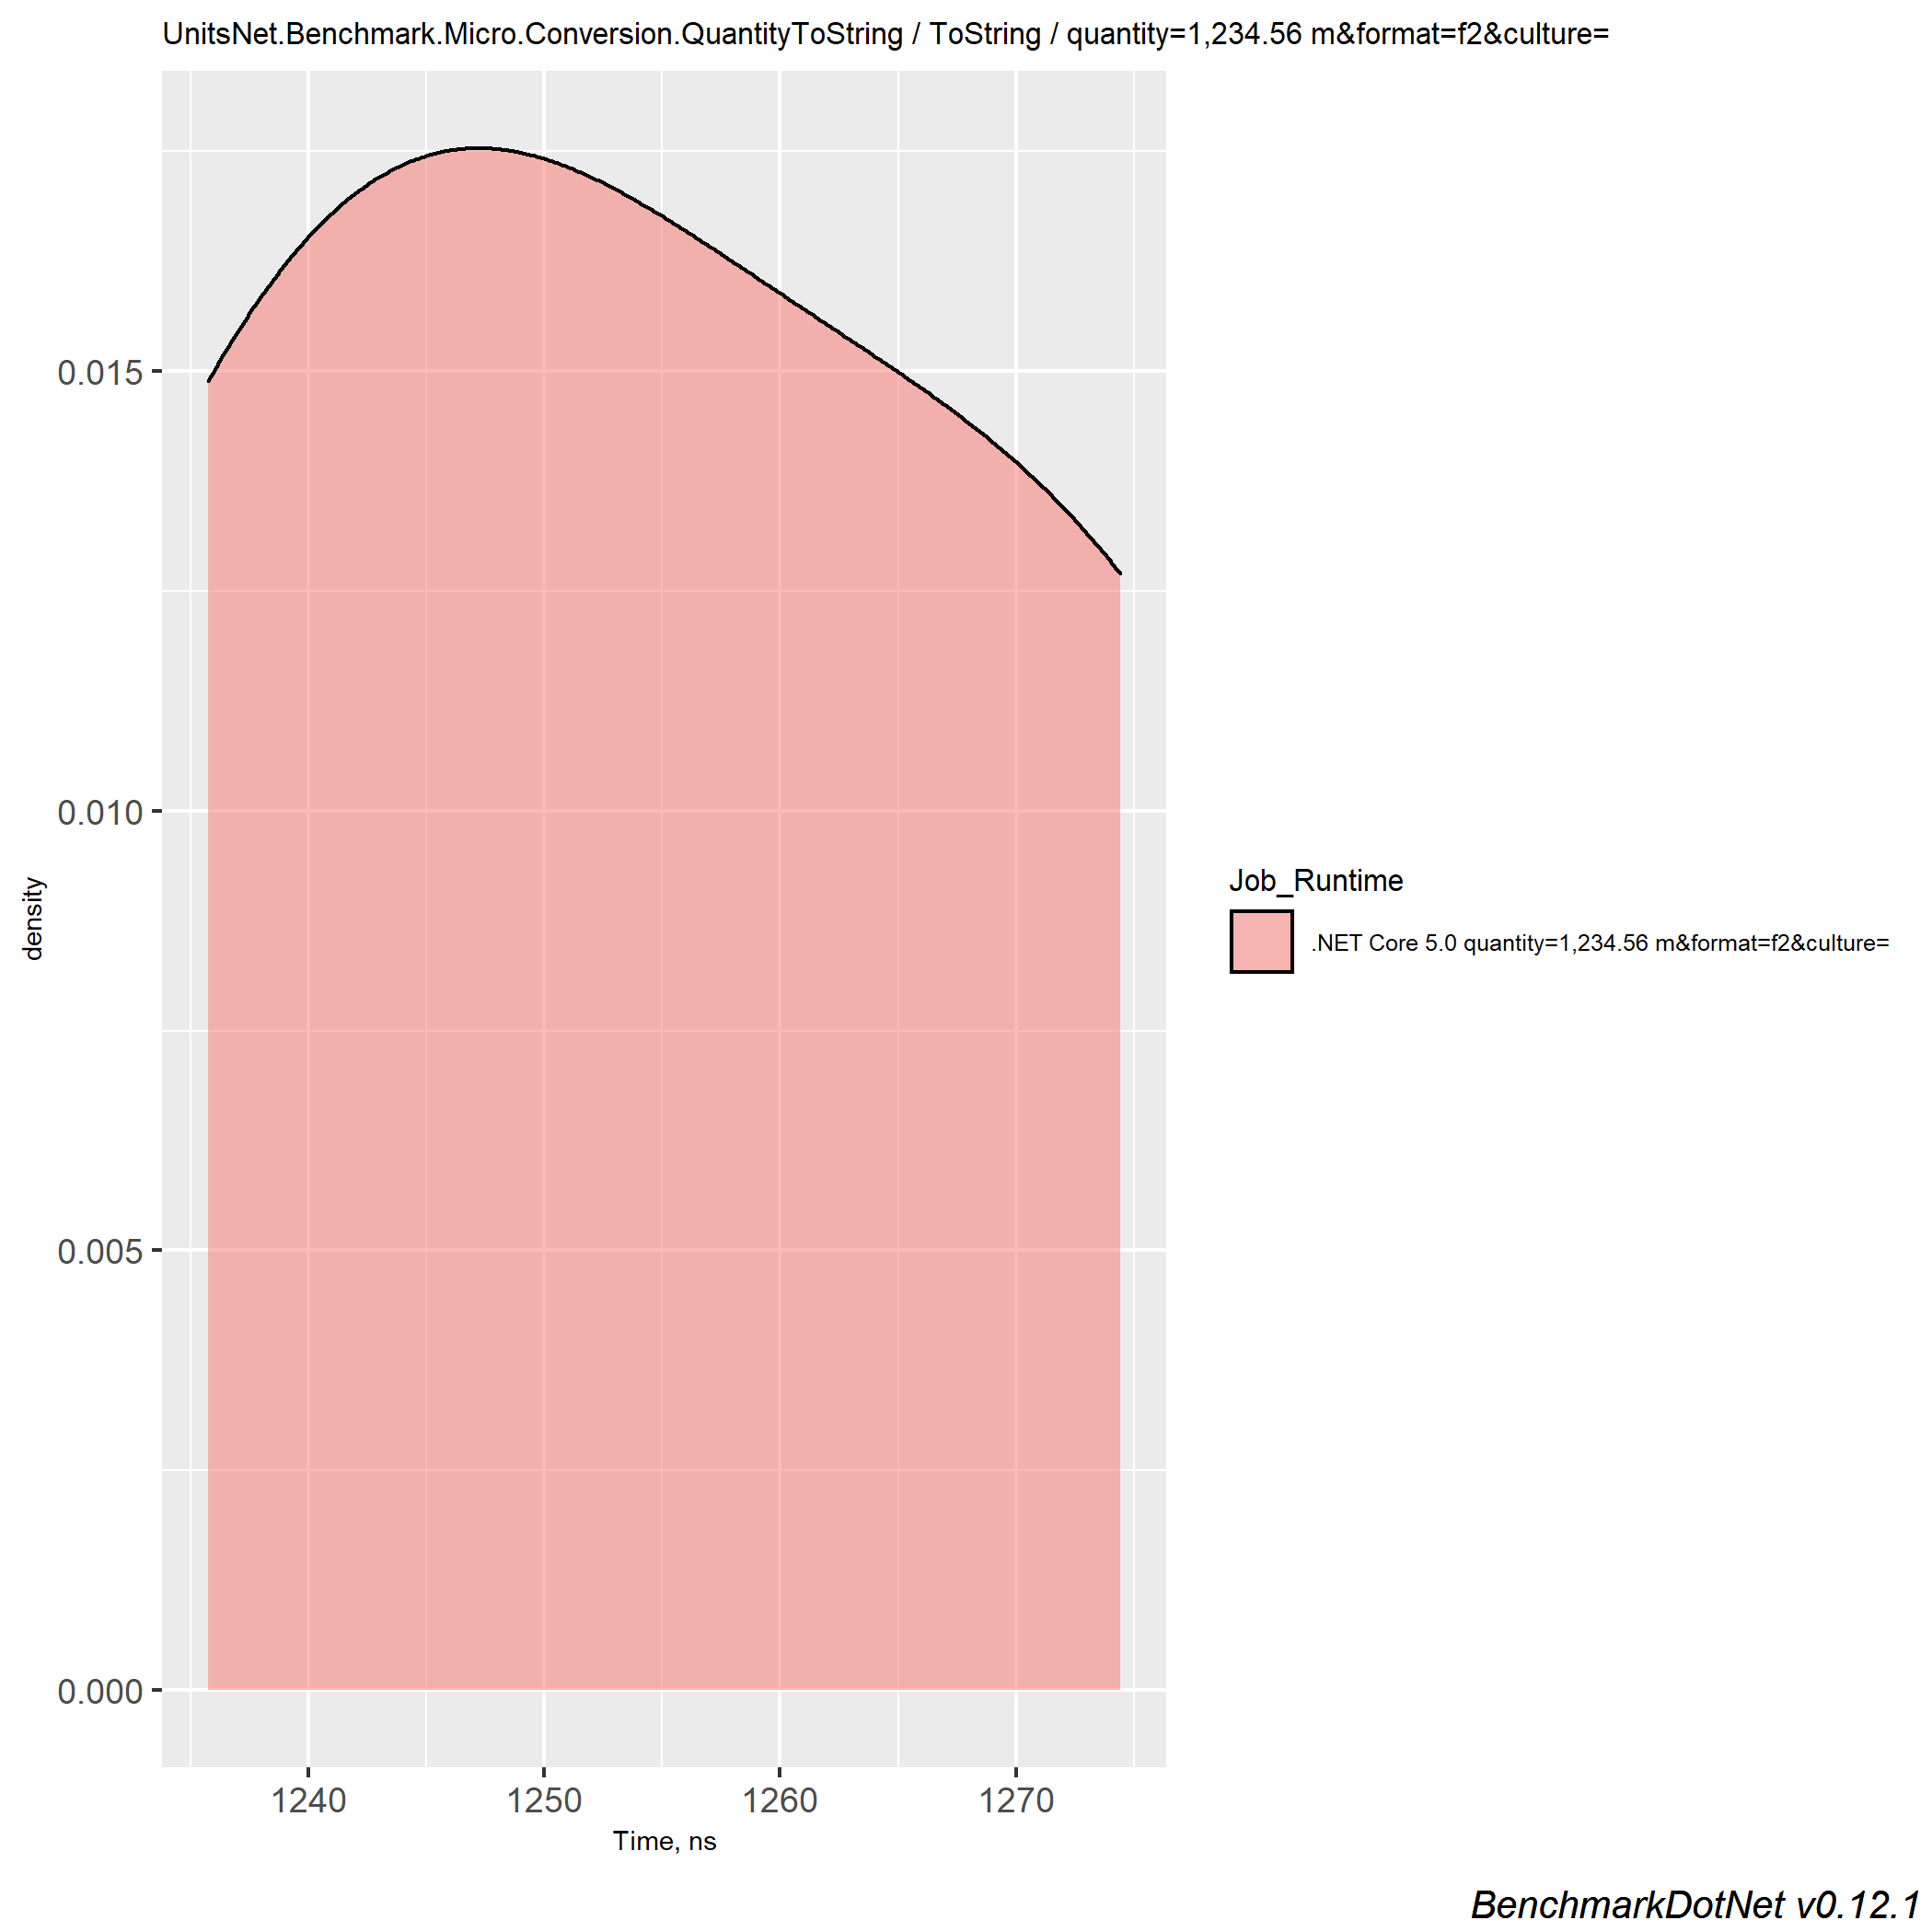 UnitsNet.Benchmark.Micro.Conversion.QuantityToString / ToString / quantity=1,234.56 m&format=f2&culture=
0.015
0.010
0.005
0.000
density
1240 1250 1260 1270
Time, ns
Job_Runtime
.NET Core 5.0 quantity=1,234.56 m&format=f2&culture=
BenchmarkDotNet v0.12.1